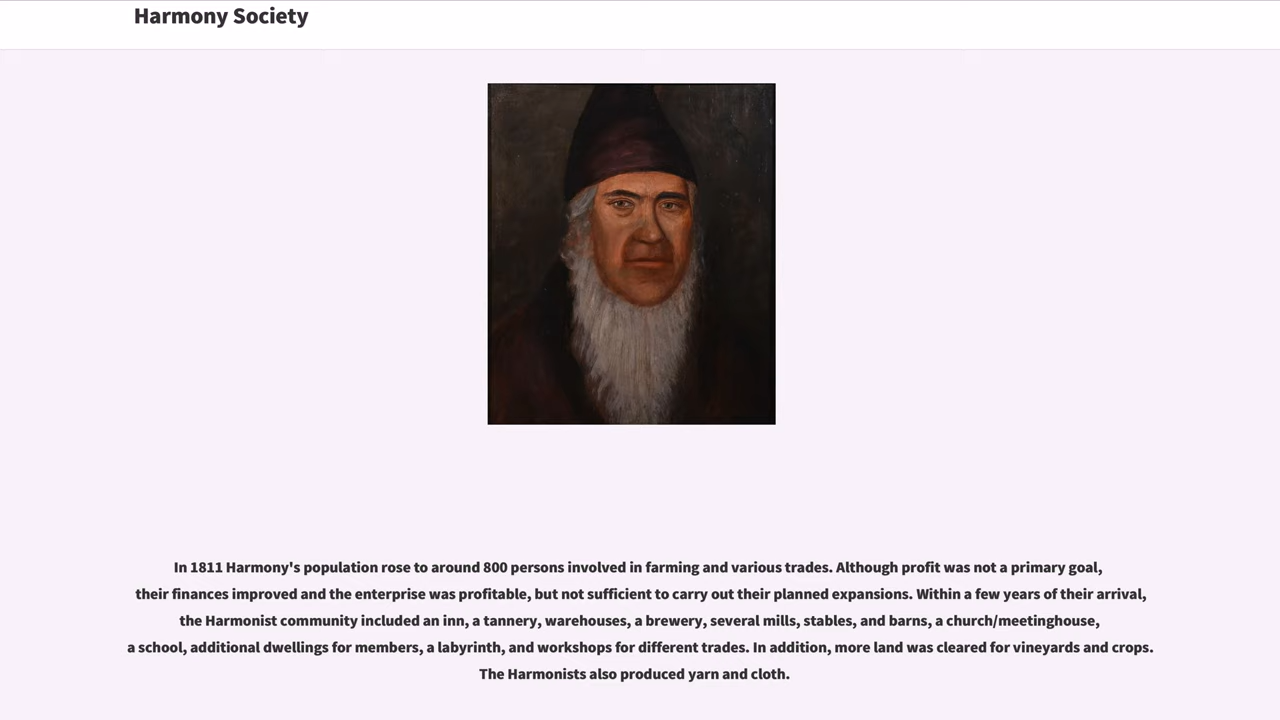 Harmony Society
In 1811 Harmony's population rose to around 800 persons involved in farming and various trades. Although profit was not a primary goal,
their finances improved and the enterprise was profitable, but not sufficient to carry out their planned expansions. Within a few years of their arrival,
the Harmonist community included an inn, a tannery, warehouses, a brewery, several mills, stables, and barns, a church/meetinghouse,
a school, additional dwellings for members, a labyrinth, and workshops for different trades. In addition, more land was cleared for vineyards and crops.
The Harmonists also produced yarn and cloth.